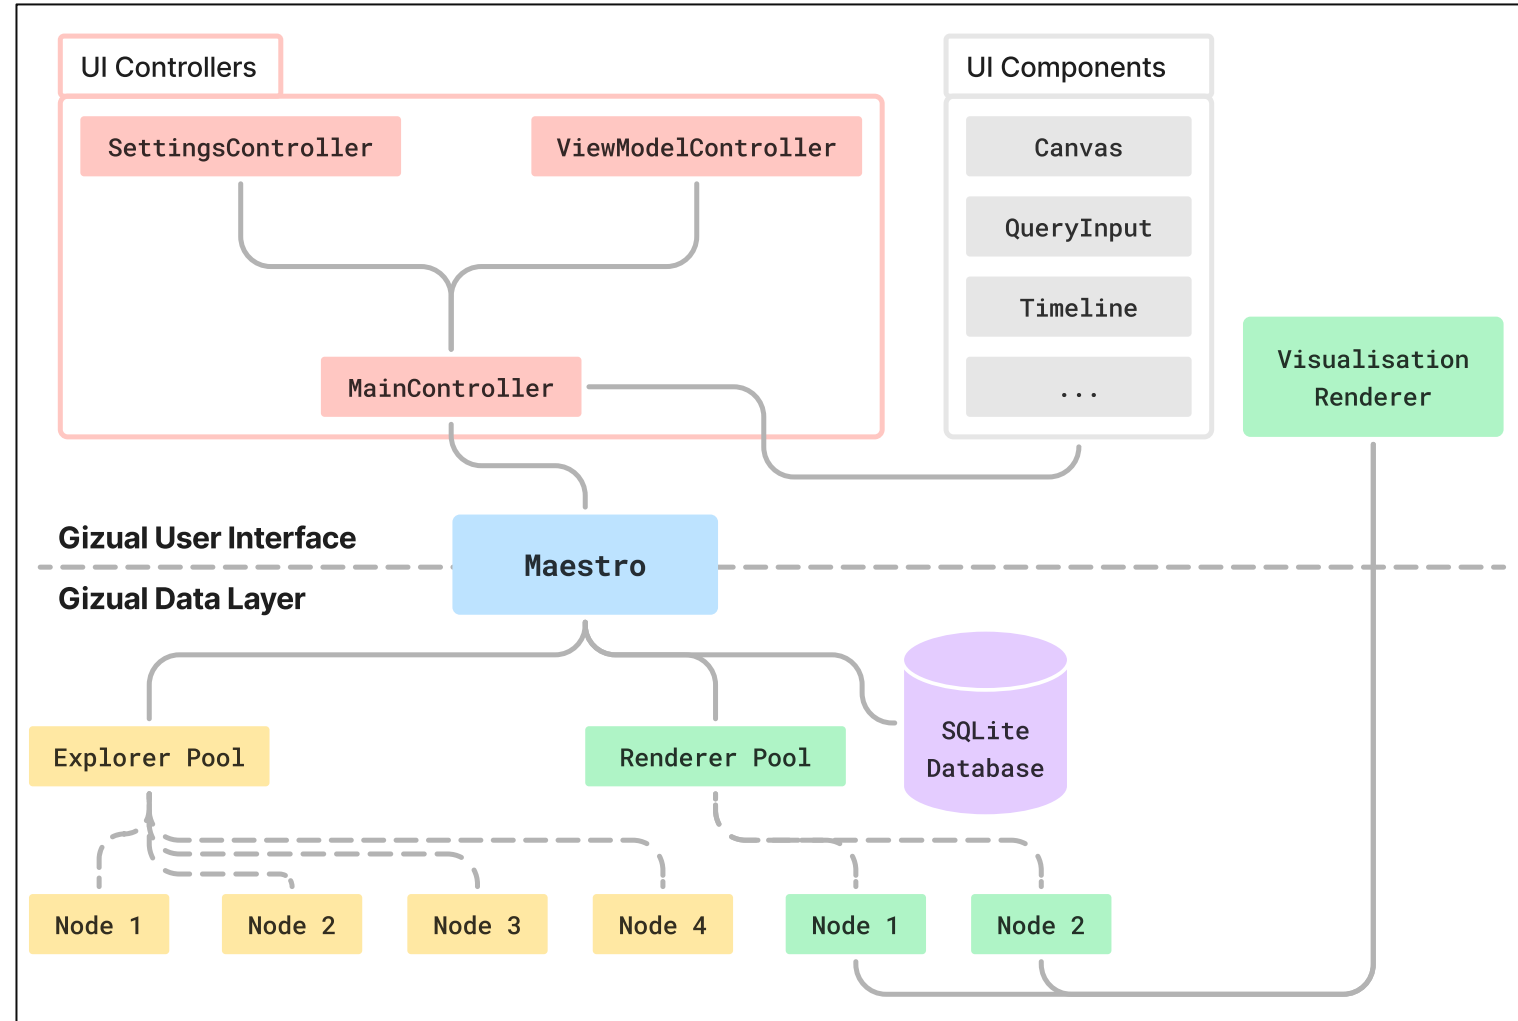 UI Controllers
SettingsController
ViewModelController
MainController
UI Components
Canvas
QueryInput
Timeline
...
Visualisation
Renderer
Gizual User Interface
Maestro
Gizual Data Layer
Explorer Pool
Renderer Pool
SQLite
Database
Node 1
Node 2
Node 3
Node 4
Node 1
Node 2